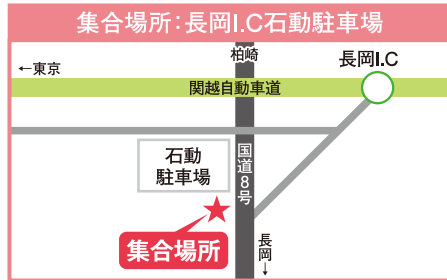 集合場所：長岡I.C石動駐車場
柏崎
長岡I.C
←東京
関越自動車道
石動
駐車場
国道8号
集合場所
長岡→